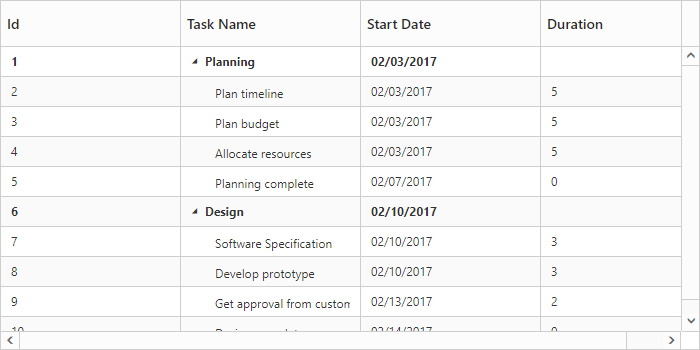 Id Task Name Start Date Duration
1 Planning 02/03/2017
2 Plan timeline 02/03/2017 5
3 Plan budget 02/03/2017 5
4 Allocate resources 02/03/2017 5
5 Planning complete 02/07/2017 0
6 Design 02/10/2017
7 Software Specification 02/10/2017 3
8 Develop prototype 02/10/2017 3
9 Get approval from custom 02/13/2017 2
10 02/14/2017